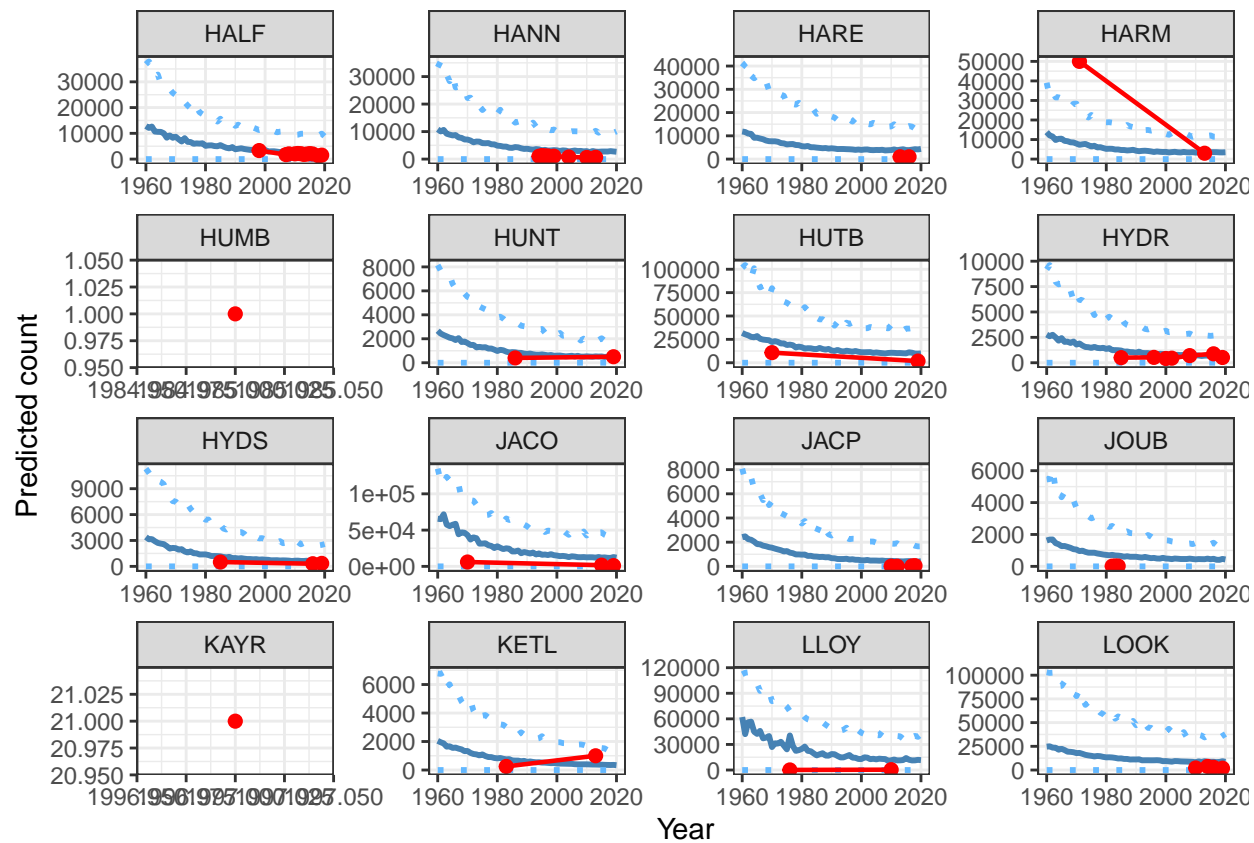 HALF HANN HARE HARM
30000 20000 10000 0
30000 20000 10000 0
40000 30000 20000 10000 0
50000 40000 30000 20000 10000 0
1960 1980 2000 2020 1960 1980 2000 2020 1960 1980 2000 2020 1960 1980 2000 2020
HUMB HUNT HUTB HYDR
1.050 1.025 1.000 0.975 0.950
8000 6000 4000 2000 0
100000 75000 50000 25000 0
10000 7500 5000 2500 0
1960 1980 2000 2020 1960 1980 2000 2020 1960 1980 2000 2020
Predicted count
HYDS JACO JACP JOUB
9000 6000 3000 0
1e+05 5e+04 0e+00
8000 6000 4000 2000 0
6000 4000 2000 0
1960 1980 2000 2020 1960 1980 2000 2020 1960 1980 2000 2020 1960 1980 2000 2020
KAYR KETL LLOY LOOK
21.025 21.000 20.975 20.950
6000 4000 2000 0
120000 90000 60000 30000 0
100000 75000 50000 25000 0
1960 1980 2000 2020 1960 1980 2000 2020 1960 1980 2000 2020
Year